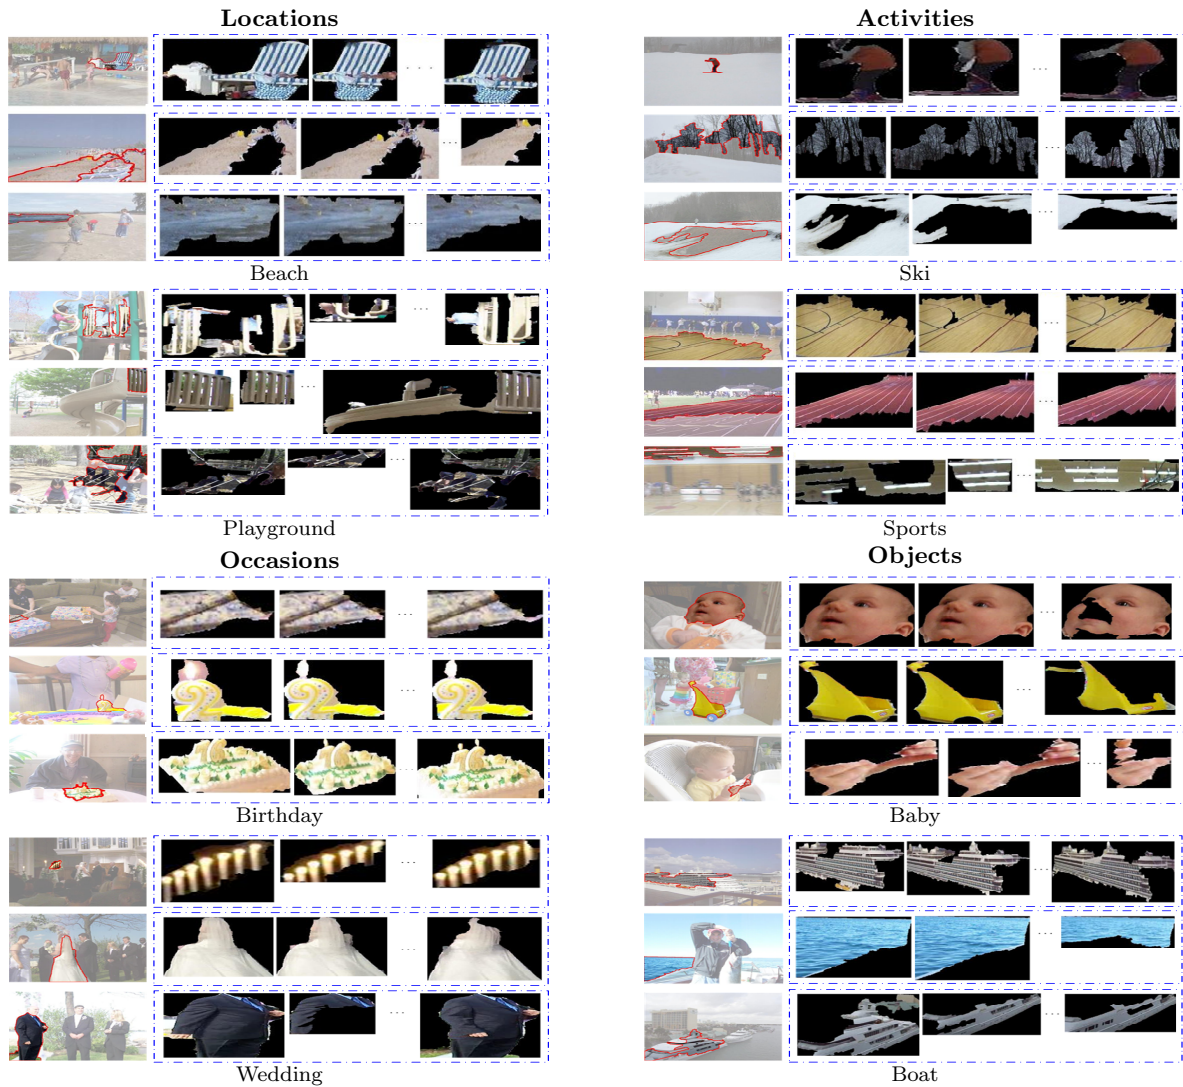 Locations
Activities
Beach
Ski
Playground
Sports
Occasions
Objects
Birthday
Baby
Wedding
Boat